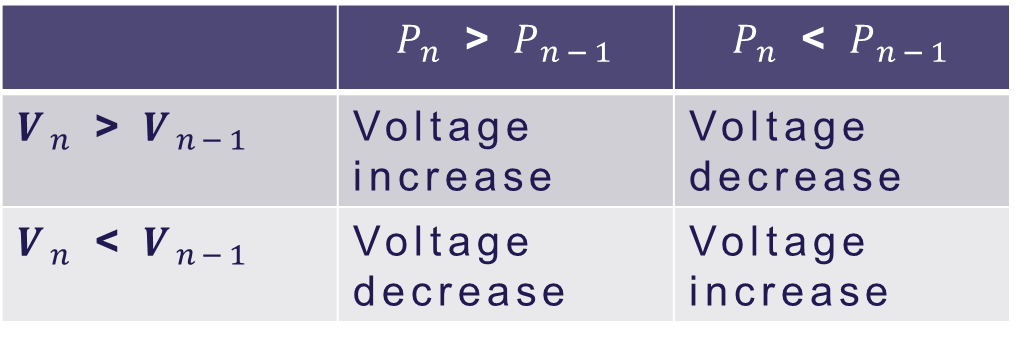 Pₙ > Pₙ₋₁
Pₙ < Pₙ₋₁
Vₙ > Vₙ₋₁
Voltage
increase
Voltage
decrease
Vₙ < Vₙ₋₁
Voltage
decrease
Voltage
increase